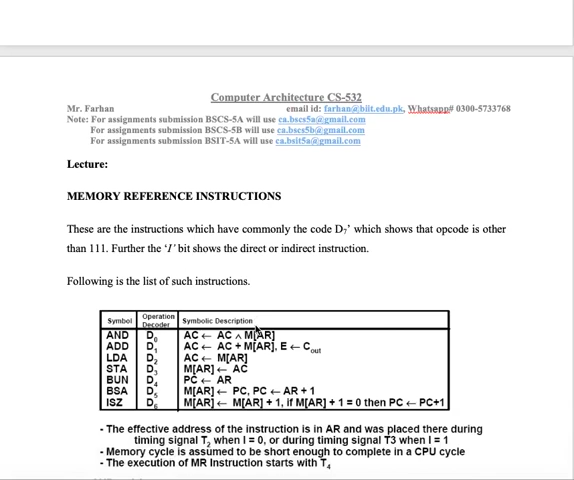 Computer Architecture CS-532
Mr. Farhan email id: farhan@biit.edu.pk, Whatsapp# 0300-5733768
Note: For assignments submission BSCS-5A will use ca.bscs5a@gmail.com
For assignments submission BSCS-5B will use ca.bscs5b@gmail.com
For assignments submission BSIT-5A will use ca.bsit5a@gmail.com
Lecture:
MEMORY REFERENCE INSTRUCTIONS
These are the instructions which have commonly the code D₇’ which shows that opcode is other
than 111. Further the ‘I’ bit shows the direct or indirect instruction.
Following is the list of such instructions.
Symbol Operation Decoder Symbolic Description
AND D₀ AC ← AC ∧ M[AR]
ADD D₁ AC ← AC + M[AR], E ← Cout
LDA D₂ AC ← M[AR]
STA D₃ M[AR] ← AC
BUN D₄ PC ← AR
BSA D₅ M[AR] ← PC, PC ← AR + 1
ISZ D₆ M[AR] ← M[AR] + 1, if M[AR] + 1 = 0 then PC ← PC+1
- The effective address of the instruction is in AR and was placed there during
timing signal T₂ when I = 0, or during timing signal T3 when I = 1
- Memory cycle is assumed to be short enough to complete in a CPU cycle
- The execution of MR Instruction starts with T₄